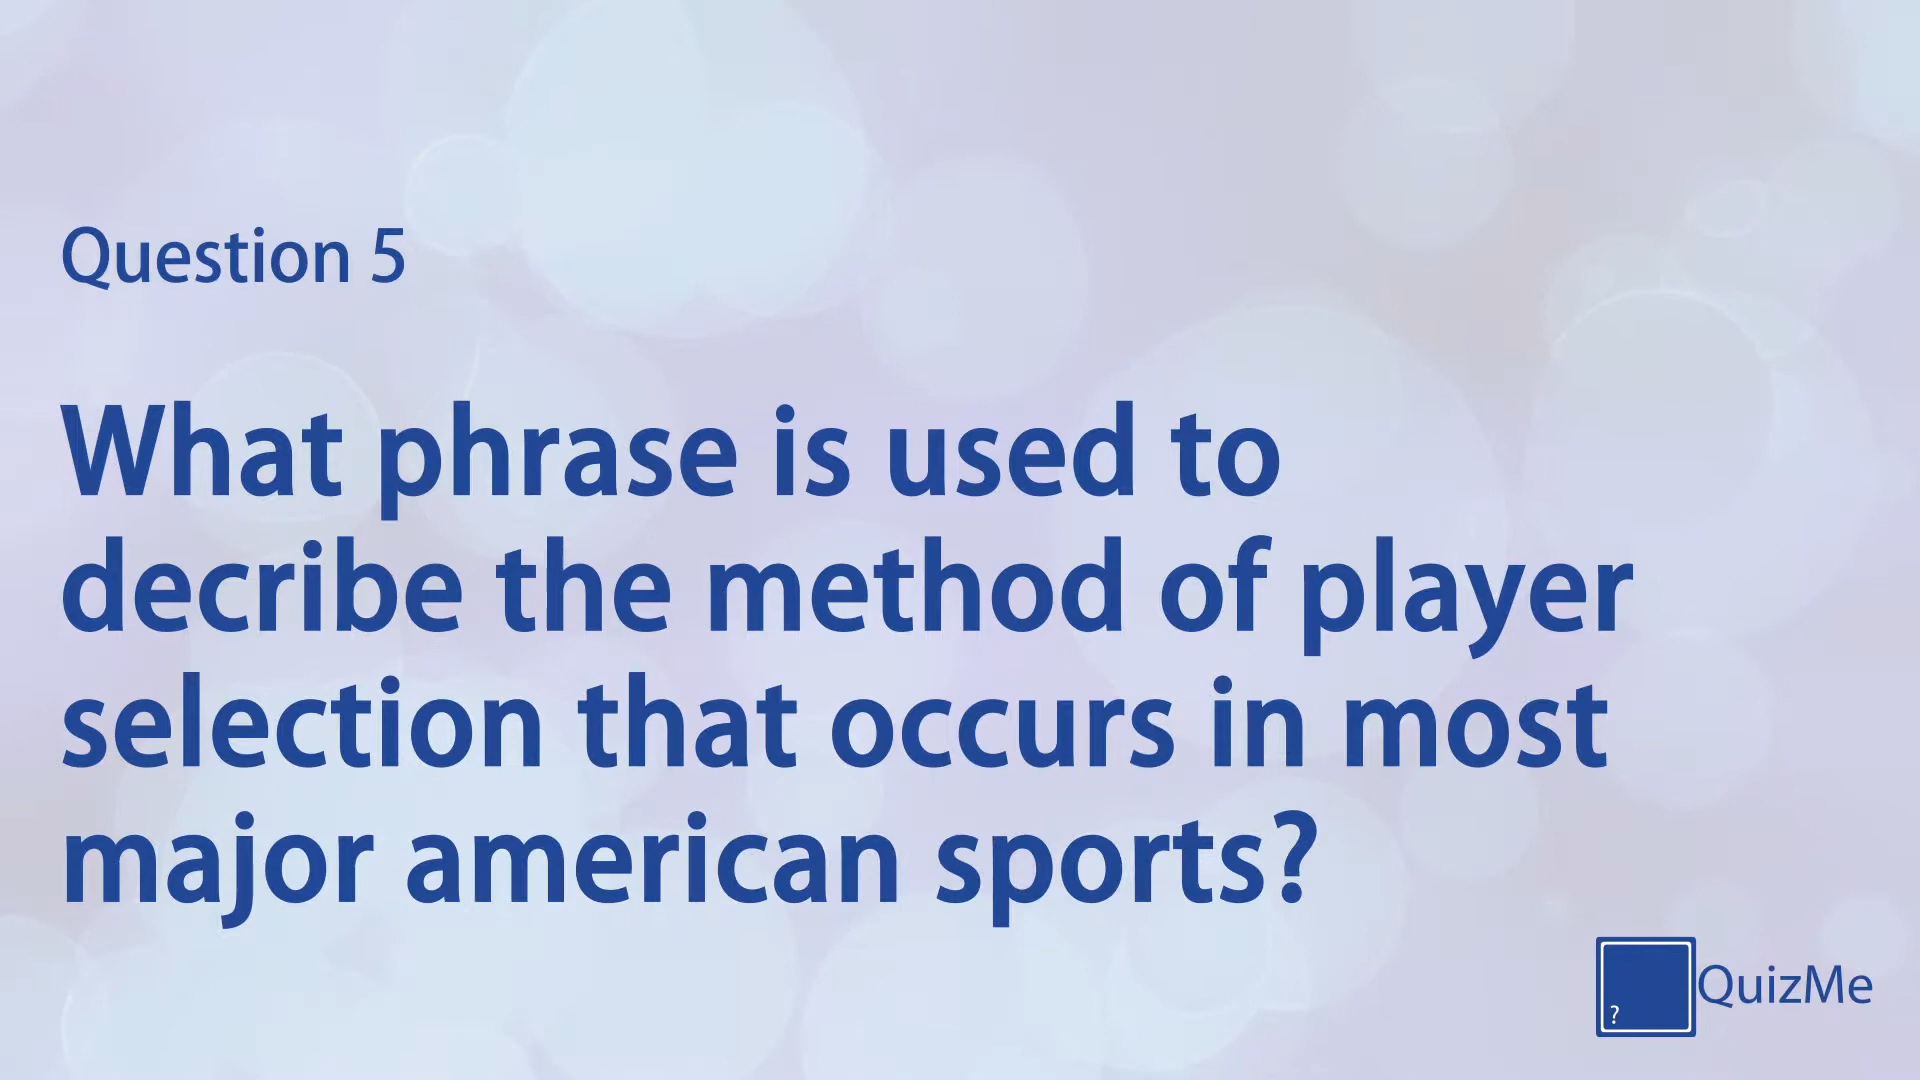 Question 5
What phrase is used to
decribe the method of player
selection that occurs in most
major american sports?
?
QuizMe